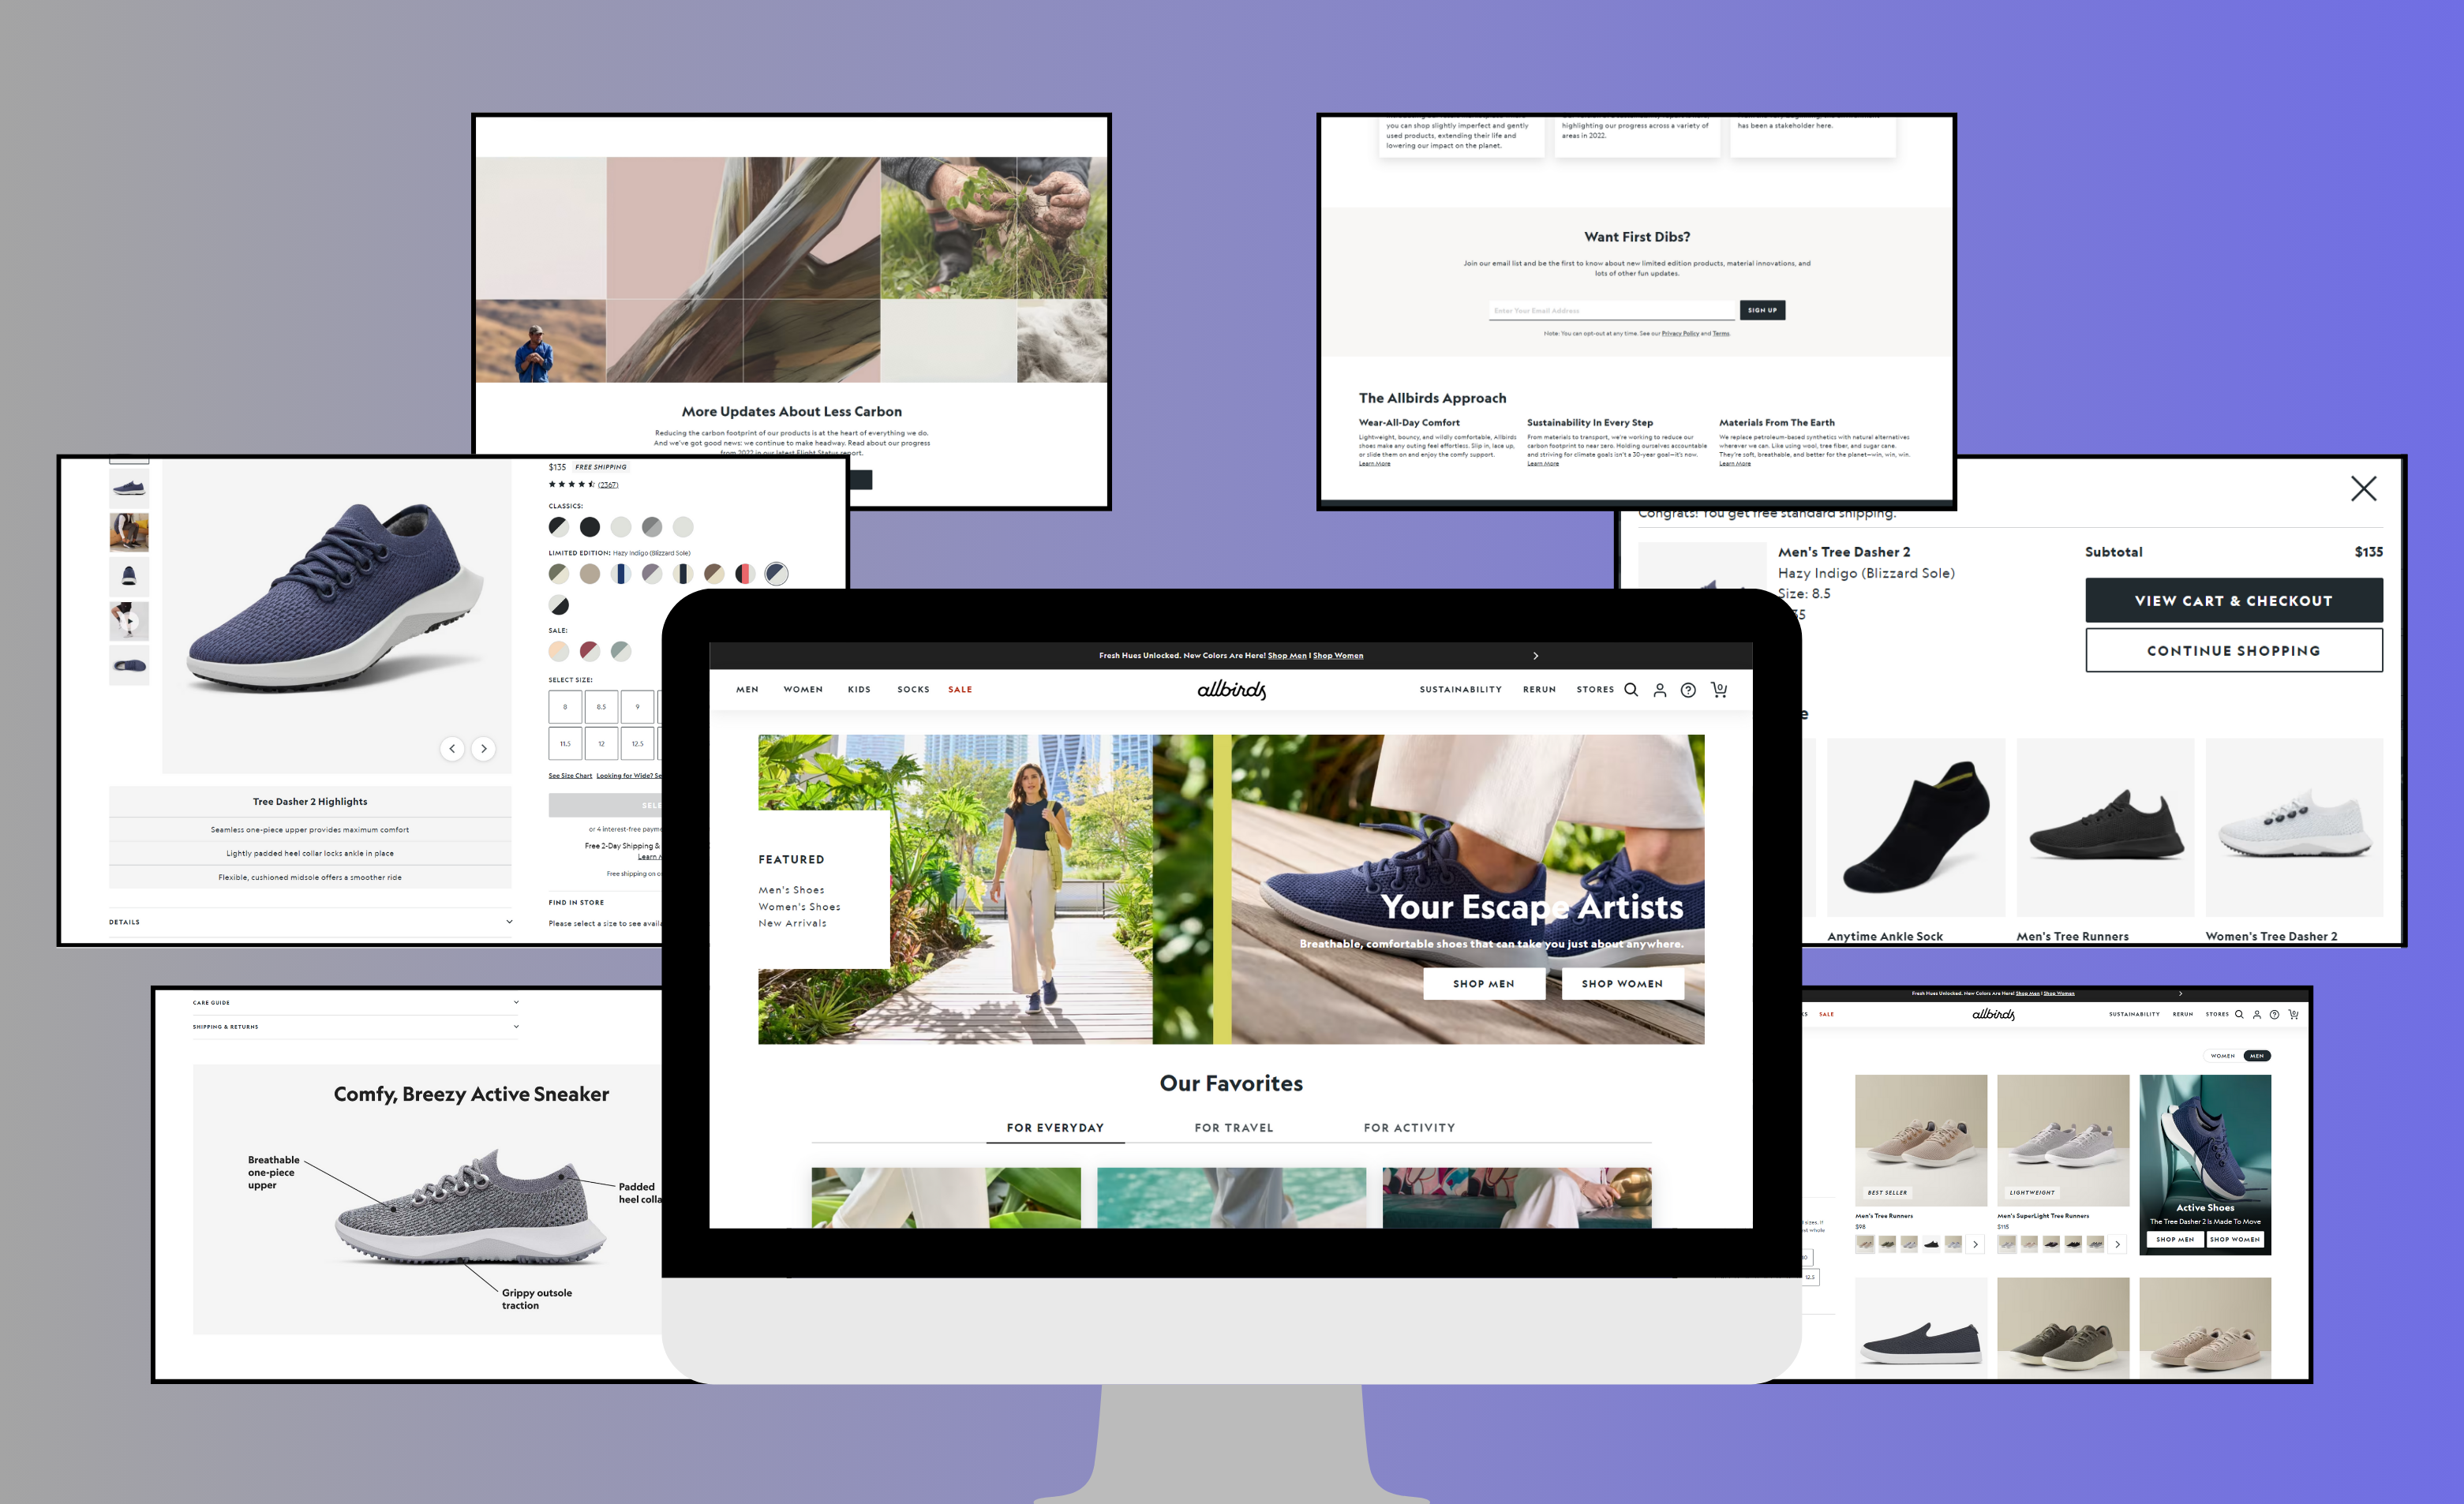 More Updates About Less Carbon
Reducing the carbon footprint of our products is at the heart of everything we do.
And we've got good news: we continue to make headway. Read about our progress
from 2022 in our latest Flight Status report.
you can shop slightly imperfect and gently
used products, extending their life and
lowering our impact on the planet.
highlighting our progress across a variety of
areas in 2022.
has been a stakeholder here.
Want First Dibs?
Join our email list and be the first to know about new limited edition products, material innovations, and
lots of other fun updates.
Enter Your Email Address
SIGN UP
Note: You can opt-out at any time. See our Privacy Policy and Terms.
The Allbirds Approach
Wear-All-Day Comfort
Lightweight, bouncy, and wildly comfortable, Allbirds
shoes make any outing feel effortless. Slip in, lace up,
or slide them on and enjoy the comfy support.
Learn More
Sustainability In Every Step
From materials to transport, we're working to reduce our
carbon footprint to near zero. Holding ourselves accountable
and striving for climate goals isn't a 30-year goal—it's now.
Learn More
Materials From The Earth
We replace petroleum-based synthetics with natural alternatives
wherever we can. Like using wool, tree fiber, and sugar cane.
They're soft, breathable, and better for the planet—win, win, win.
Learn More
$135 FREE SHIPPING
(2367)
CLASSICS:
LIMITED EDITION: Hazy Indigo (Blizzard Sole)
SALE:
SELECT SIZE:
8 8.5 9
11.5 12 12.5
See Size Chart Looking for Wide?
or 4 interest-free
Free 2-Day Shipping &
Learn
Free shipping on
FIND IN STORE
Please select a size to see
Tree Dasher 2 Highlights
Seamless one-piece upper provides maximum comfort
Lightly padded heel collar locks ankle in place
Flexible, cushioned midsole offers a smoother ride
DETAILS
Congrats! You get free standard shipping.
Men's Tree Dasher 2
Hazy Indigo (Blizzard Sole)
Size: 8.5
Subtotal $135
VIEW CART & CHECKOUT
CONTINUE SHOPPING
Anytime Ankle Sock
Men's Tree Runners
Women's Tree Dasher 2
Fresh Hues Unlocked. New Colors Are Here! Shop Men | Shop Women
MEN WOMEN KIDS SOCKS SALE
allbirds
SUSTAINABILITY RERUN STORES
0
FEATURED
Men's Shoes
Women's Shoes
New Arrivals
Your Escape Artists
Breathable, comfortable shoes that can take you just about anywhere.
SHOP MEN SHOP WOMEN
Our Favorites
FOR EVERYDAY FOR TRAVEL FOR ACTIVITY
CARE GUIDE
SHIPPING & RETURNS
Comfy, Breezy Active Sneaker
Breathable
one-piece
upper
Padded
heel
Grippy outsole
traction
Fresh Hues Unlocked. New Colors Are Here! Shop Men | Shop Women
SALE
allbirds
SUSTAINABILITY RERUN STORES
WOMEN MEN
BEST SELLER
Men's Tree Runners
$98
LIGHTWEIGHT
Men's SuperLight Tree Runners
$115
Active Shoes
The Tree Dasher 2 Is Made To Move
SHOP MEN SHOP WOMEN
12.5